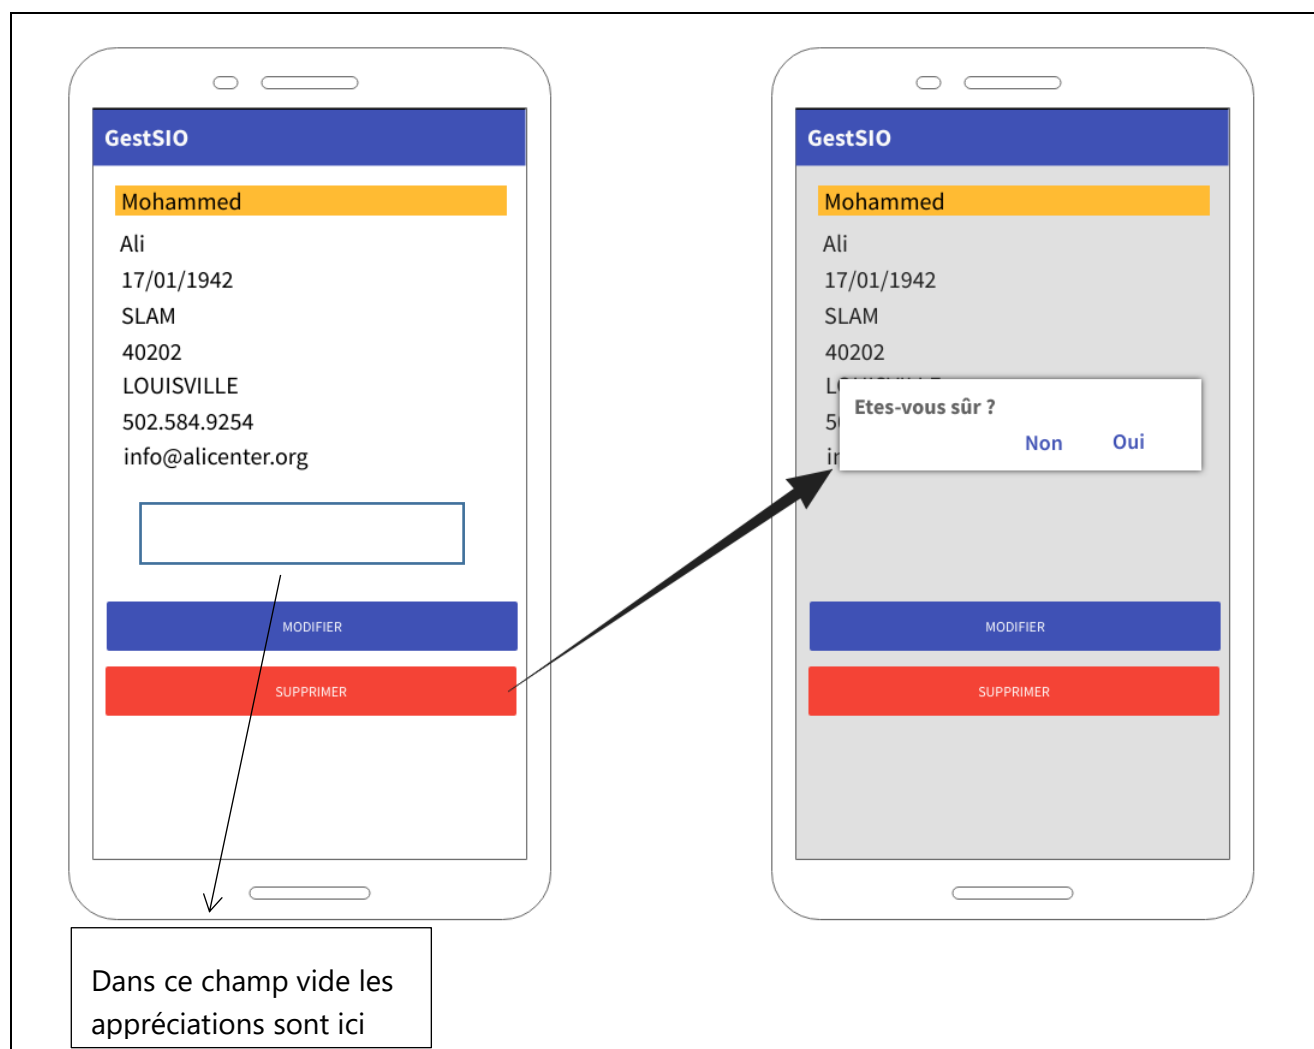 GestSIO
Mohammed
Ali
17/01/1942
SLAM
40202
LOUISVILLE
502.584.9254
info@alicenter.org
MODIFIER
SUPPRIMER
Dans ce champ vide les
appréciations sont ici
GestSIO
Mohammed
Ali
17/01/1942
SLAM
40202
Etes-vous sûr ?
Non Oui
MODIFIER
SUPPRIMER